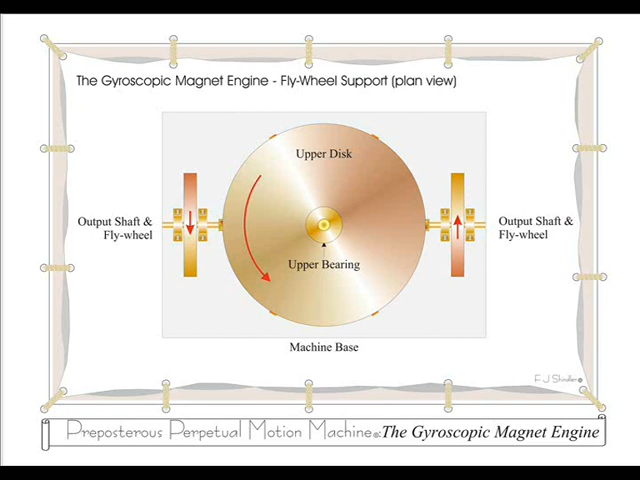 The Gyroscopic Magnet Engine - Fly-Wheel Support (plan view)
Upper Disk
Output Shaft &
Fly-wheel
Output Shaft &
Fly-wheel
Upper Bearing
Machine Base
F J Shindler
Preposterous Perpetual Motion Machine®:The Gyroscopic Magnet Engine